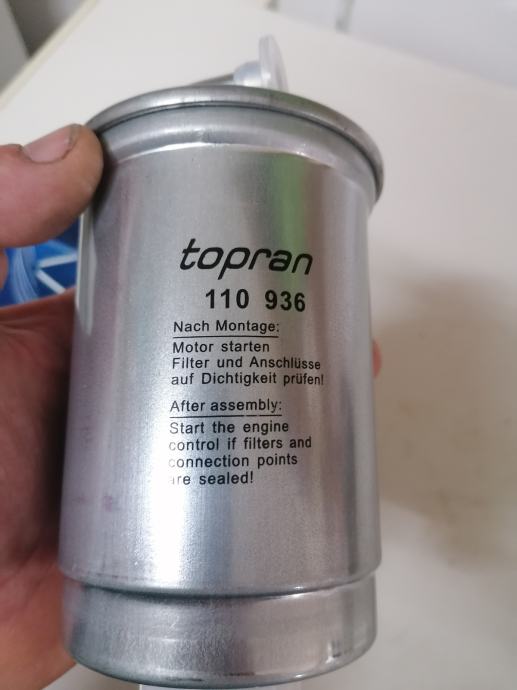 topran
110 936
Nach Montage:
Motor starten
Filter und Anschlüsse
auf Dichtigkeit prüfen!
After assembly:
Start the engine
control if filters and
connection points
are sealed!